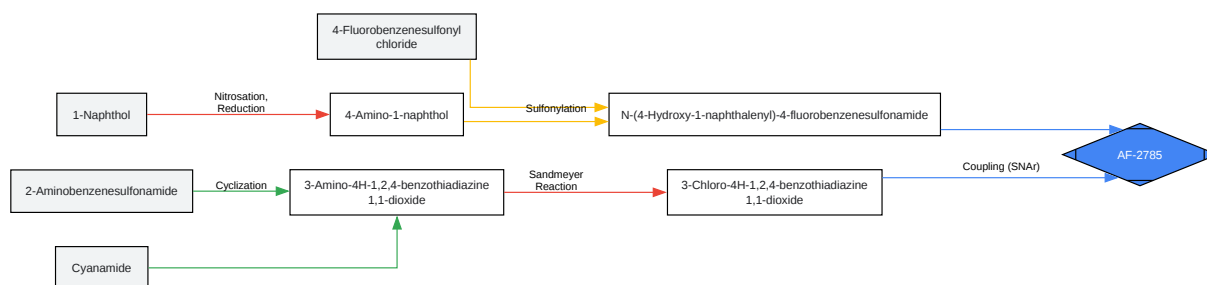 4-Fluorobenzenesulfonyl
chloride
1-Naphthol
Nitrosation,
Reduction
4-Amino-1-naphthol
Sulfonylation
N-(4-Hydroxy-1-naphthalenyl)-4-fluorobenzenesulfonamide
AF-2785
2-Aminobenzenesulfonamide
Cyclization
3-Amino-4H-1,2,4-benzothiadiazine
1,1-dioxide
Sandmeyer
Reaction
3-Chloro-4H-1,2,4-benzothiadiazine
1,1-dioxide
Coupling (SNAr)
Cyanamide